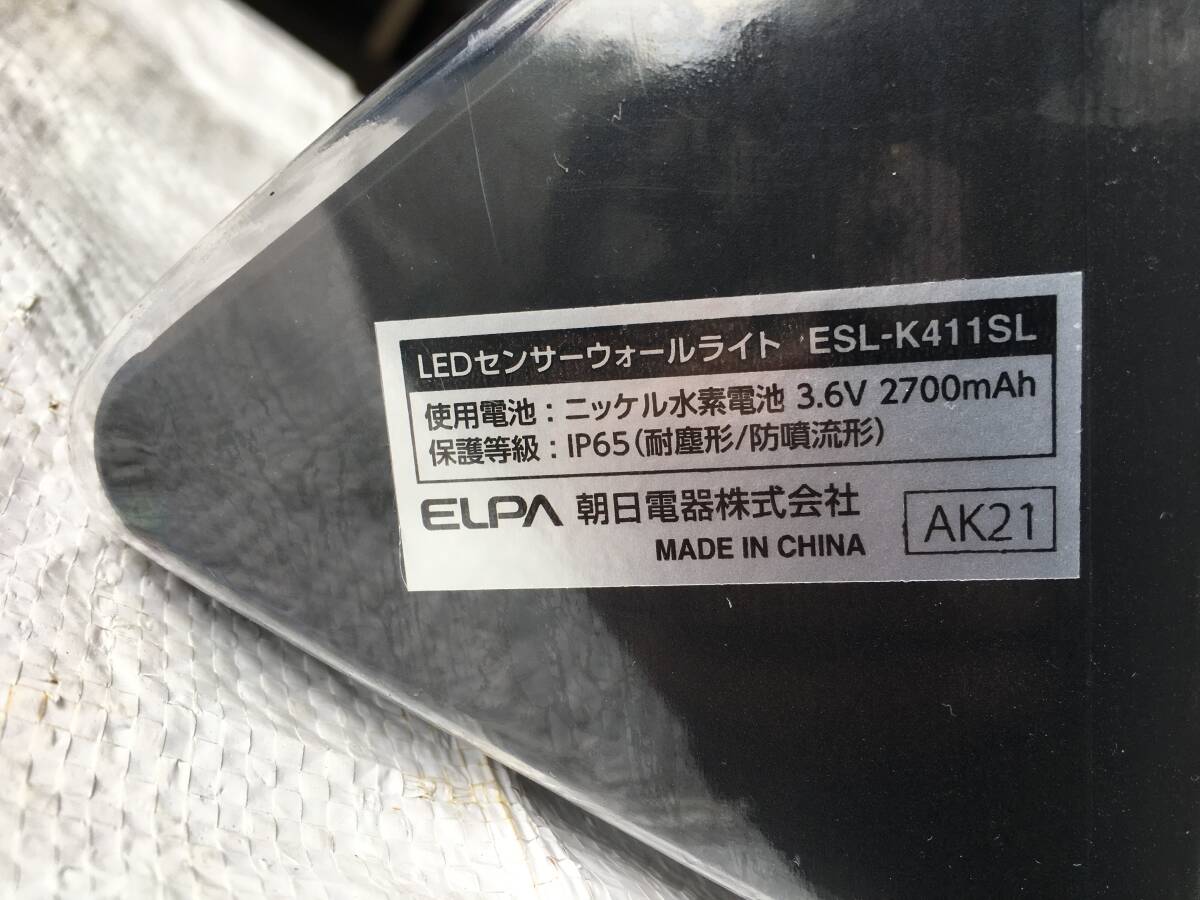 LEDセンサーウォールライト ESL-K411SL
使用電池：ニッケル水素電池 3.6V 2700mAh
保護等級：IP65（耐塵形/防噴流形）
ELPA 朝日電器株式会社
MADE IN CHINA
AK21